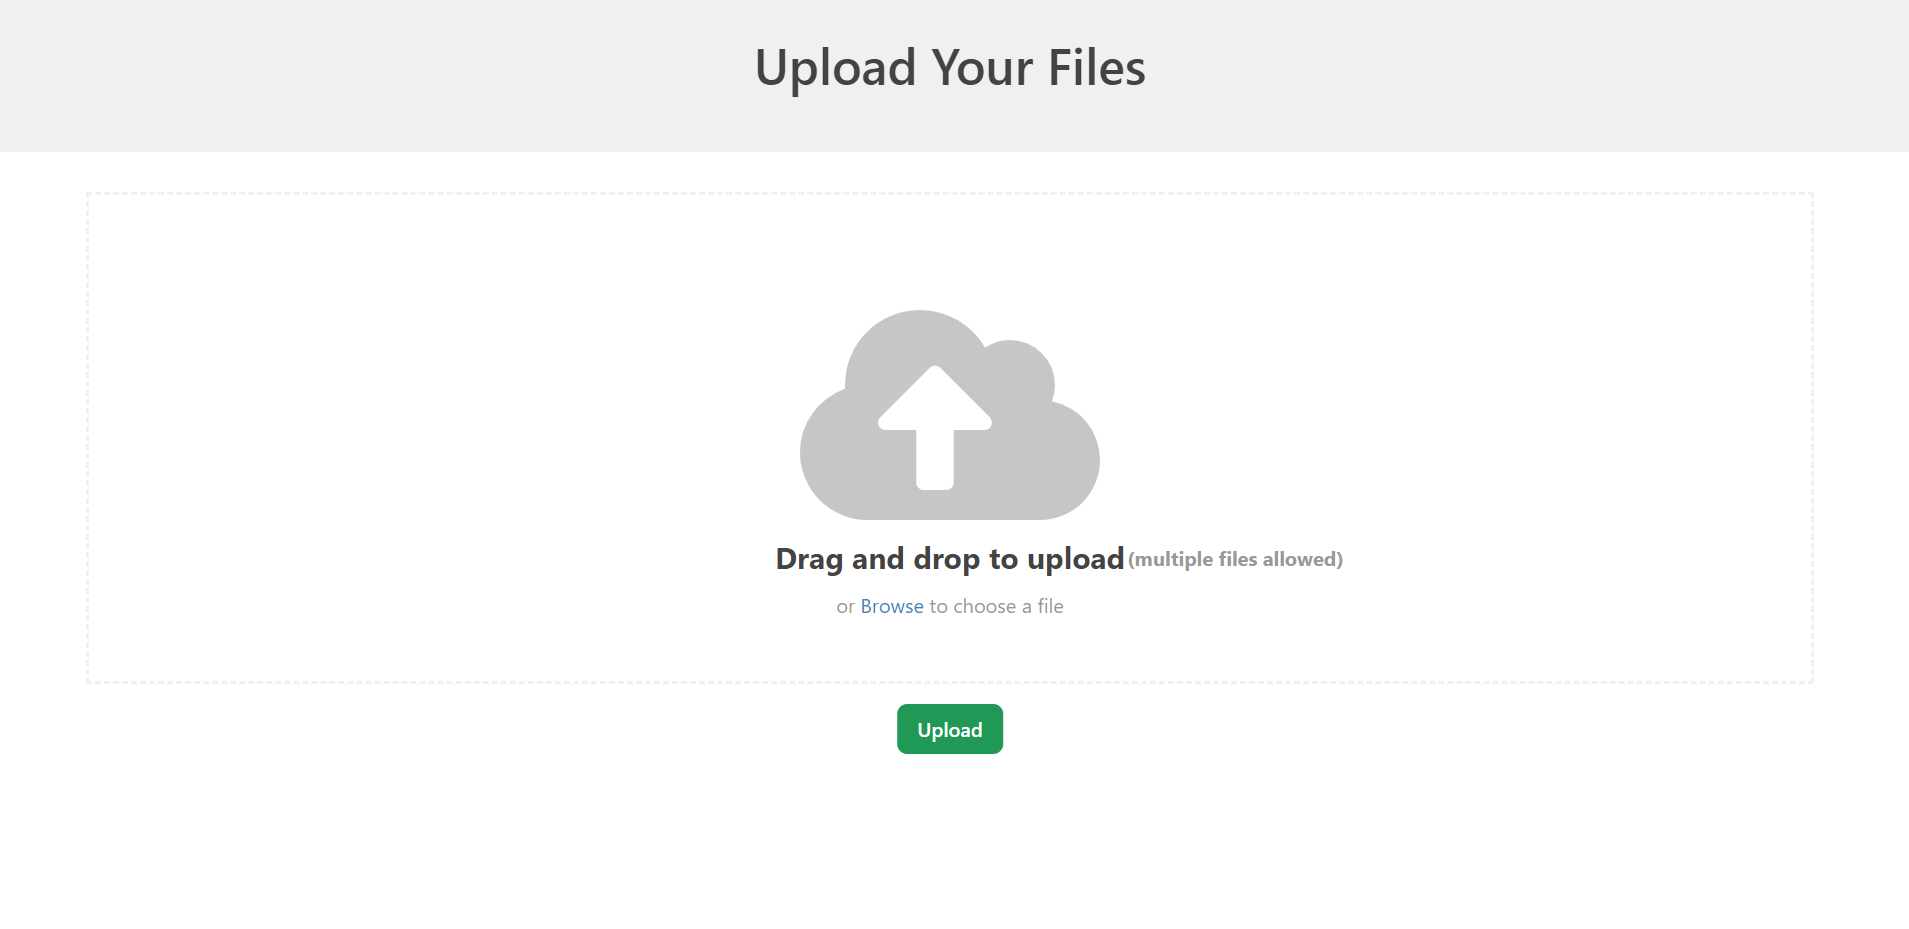 Upload Your Files
Drag and drop to upload (multiple files allowed)
or Browse to choose a file
Upload